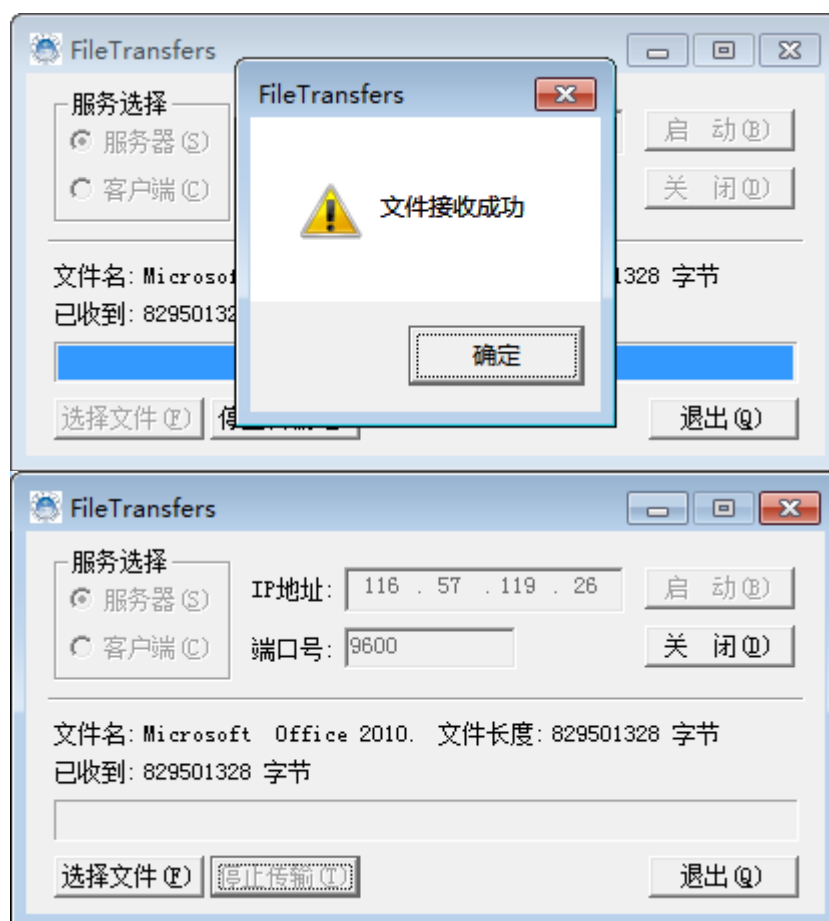 FileTransfers
FileTransfers
服务选择
服务器(S)
客户端(C)
启 动(B)
关 闭(D)
文件接收成功
确定
文件名: 1328 字节
已收到: 82950132
选择文件(F) 退出(Q)
FileTransfers
服务选择
服务器(S)
客户端(C)
IP地址: 116 . 57 . 119 . 26
端口号: 9600
启 动(B)
关 闭(D)
文件名: Microsoft Office 2010. 文件长度: 829501328 字节
已收到: 829501328 字节
选择文件(F) 停止传输(T) 退出(Q)